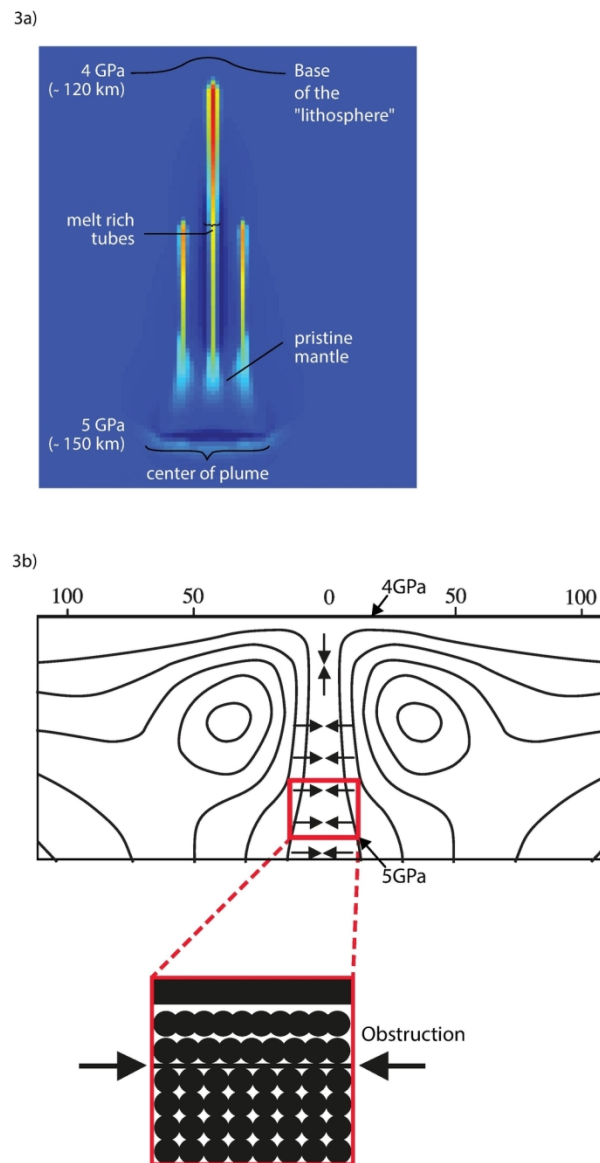 3a)
4 GPa
(~ 120 km)
Base
of the
"lithosphere"
melt rich
tubes
pristine
mantle
5 GPa
(~ 150 km)
center of plume
3b)
100
50
0
4GPa
50
100
5GPa
Obstruction